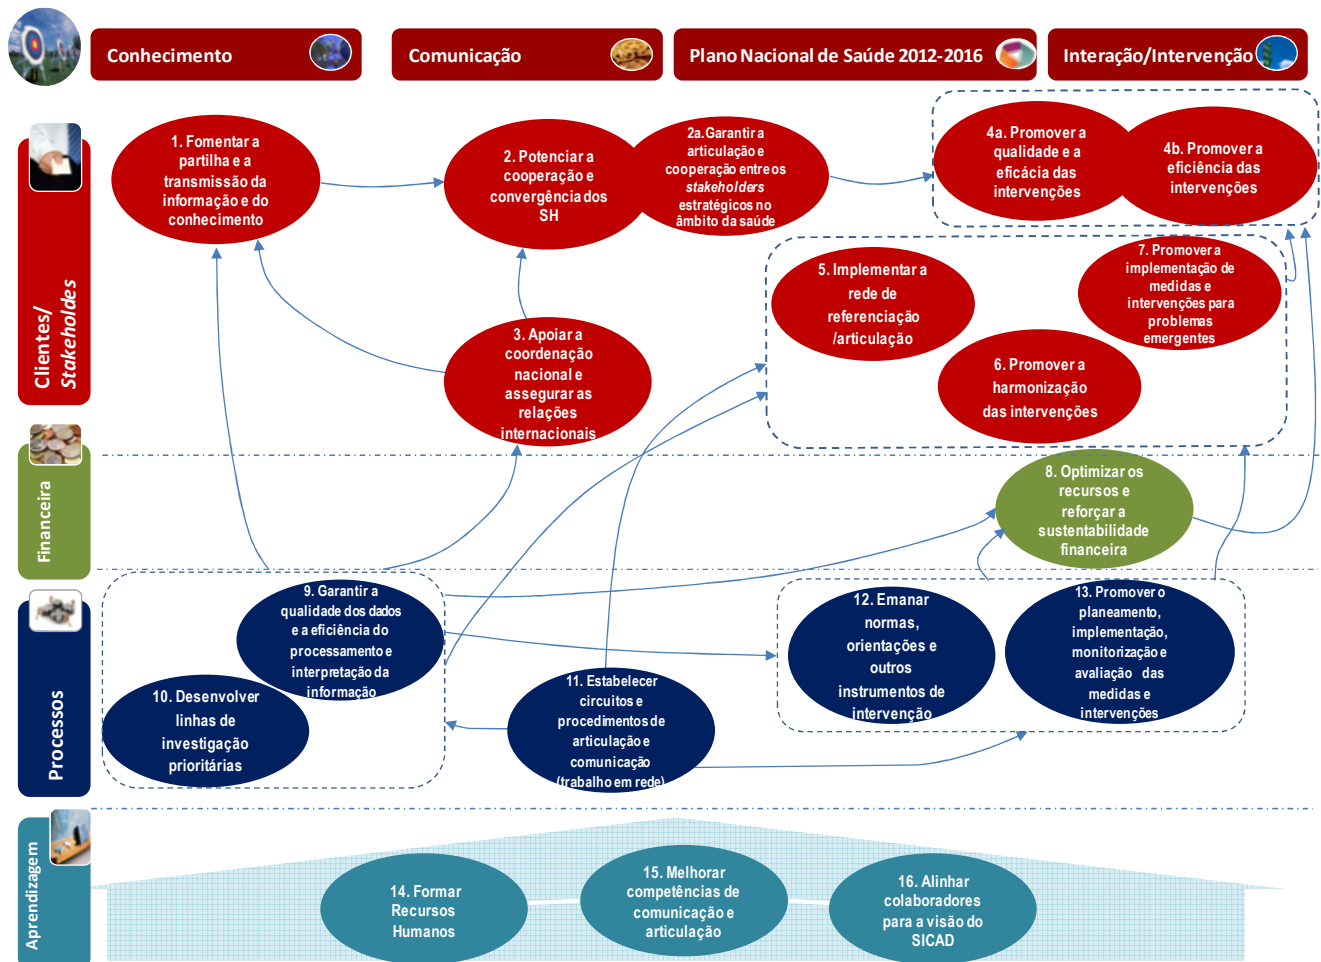 Conhecimento
Comunicação
Plano Nacional de Saúde 2012-2016
Interação/Intervenção
Clientes/
Stakeholdes
1. Fomentar a
partilha e a
transmissão da
informação e do
conhecimento
2. Potenciar a
cooperação e
convergência dos
SH
2a.Garantir a
articulação e
cooperação entre os
stakeholders
estratégicos no
âmbito da saúde
4a. Promover a
qualidade e a
eficácia das
intervenções
4b. Promover a
eficiência das
intervenções
3. Apoiar a
coordenação
nacional e
assegurar as
relações
internacionais
5. Implementar a
rede de
referenciação
/articulação
7. Promover a
implementação de
medidas e
intervenções para
problemas
emergentes
6. Promover a
harmonização
das intervenções
Financeira
8. Optimizar os
recursos e
reforçar a
sustentabilidade
financeira
Processos
9. Garantir a
qualidade dos dados
e a eficiência do
processamento e
interpretação da
informação
10. Desenvolver
linhas de
investigação
prioritárias
11. Estabelecer
circuitos e
procedimentos de
articulação e
comunicação
(trabalho em rede)
12. Emanar
normas,
orientações e
outros
instrumentos de
intervenção
13. Promover o
planeamento,
implementação,
monitorização e
avaliação das
medidas e
intervenções
Aprendizagem
14. Formar
Recursos
Humanos
15. Melhorar
competências de
comunicação e
articulação
16. Alinhar
colaboradores
para a visão do
SICAD